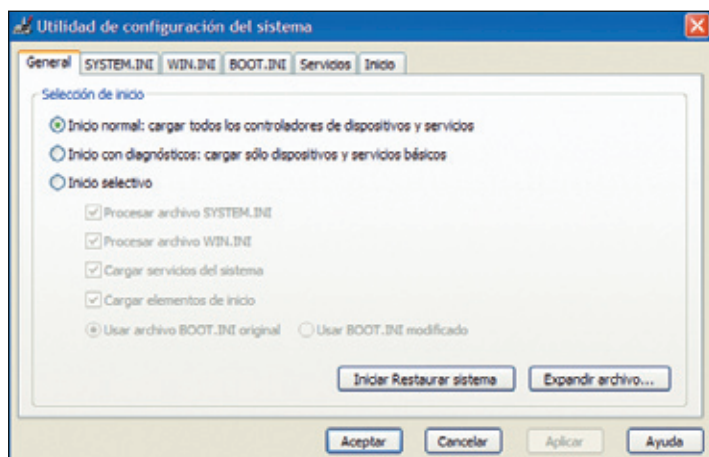 Utilidad de configuración del sistema
General SYSTEM.INI WIN.INI BOOT.INI Servicios Inicio
Selección de inicio
Inicio normal: cargar todos los controladores de dispositivos y servicios
Inicio con diagnósticos: cargar sólo dispositivos y servicios básicos
Inicio selectivo
Procesar archivo SYSTEM.INI
Procesar archivo WIN.INI
Cargar servicios del sistema
Cargar elementos de inicio
Usar archivo BOOT.INI original Usar BOOT.INI modificado
Iniciar Restaurar sistema Expandir archivo...
Aceptar Cancelar Aplicar Ayuda